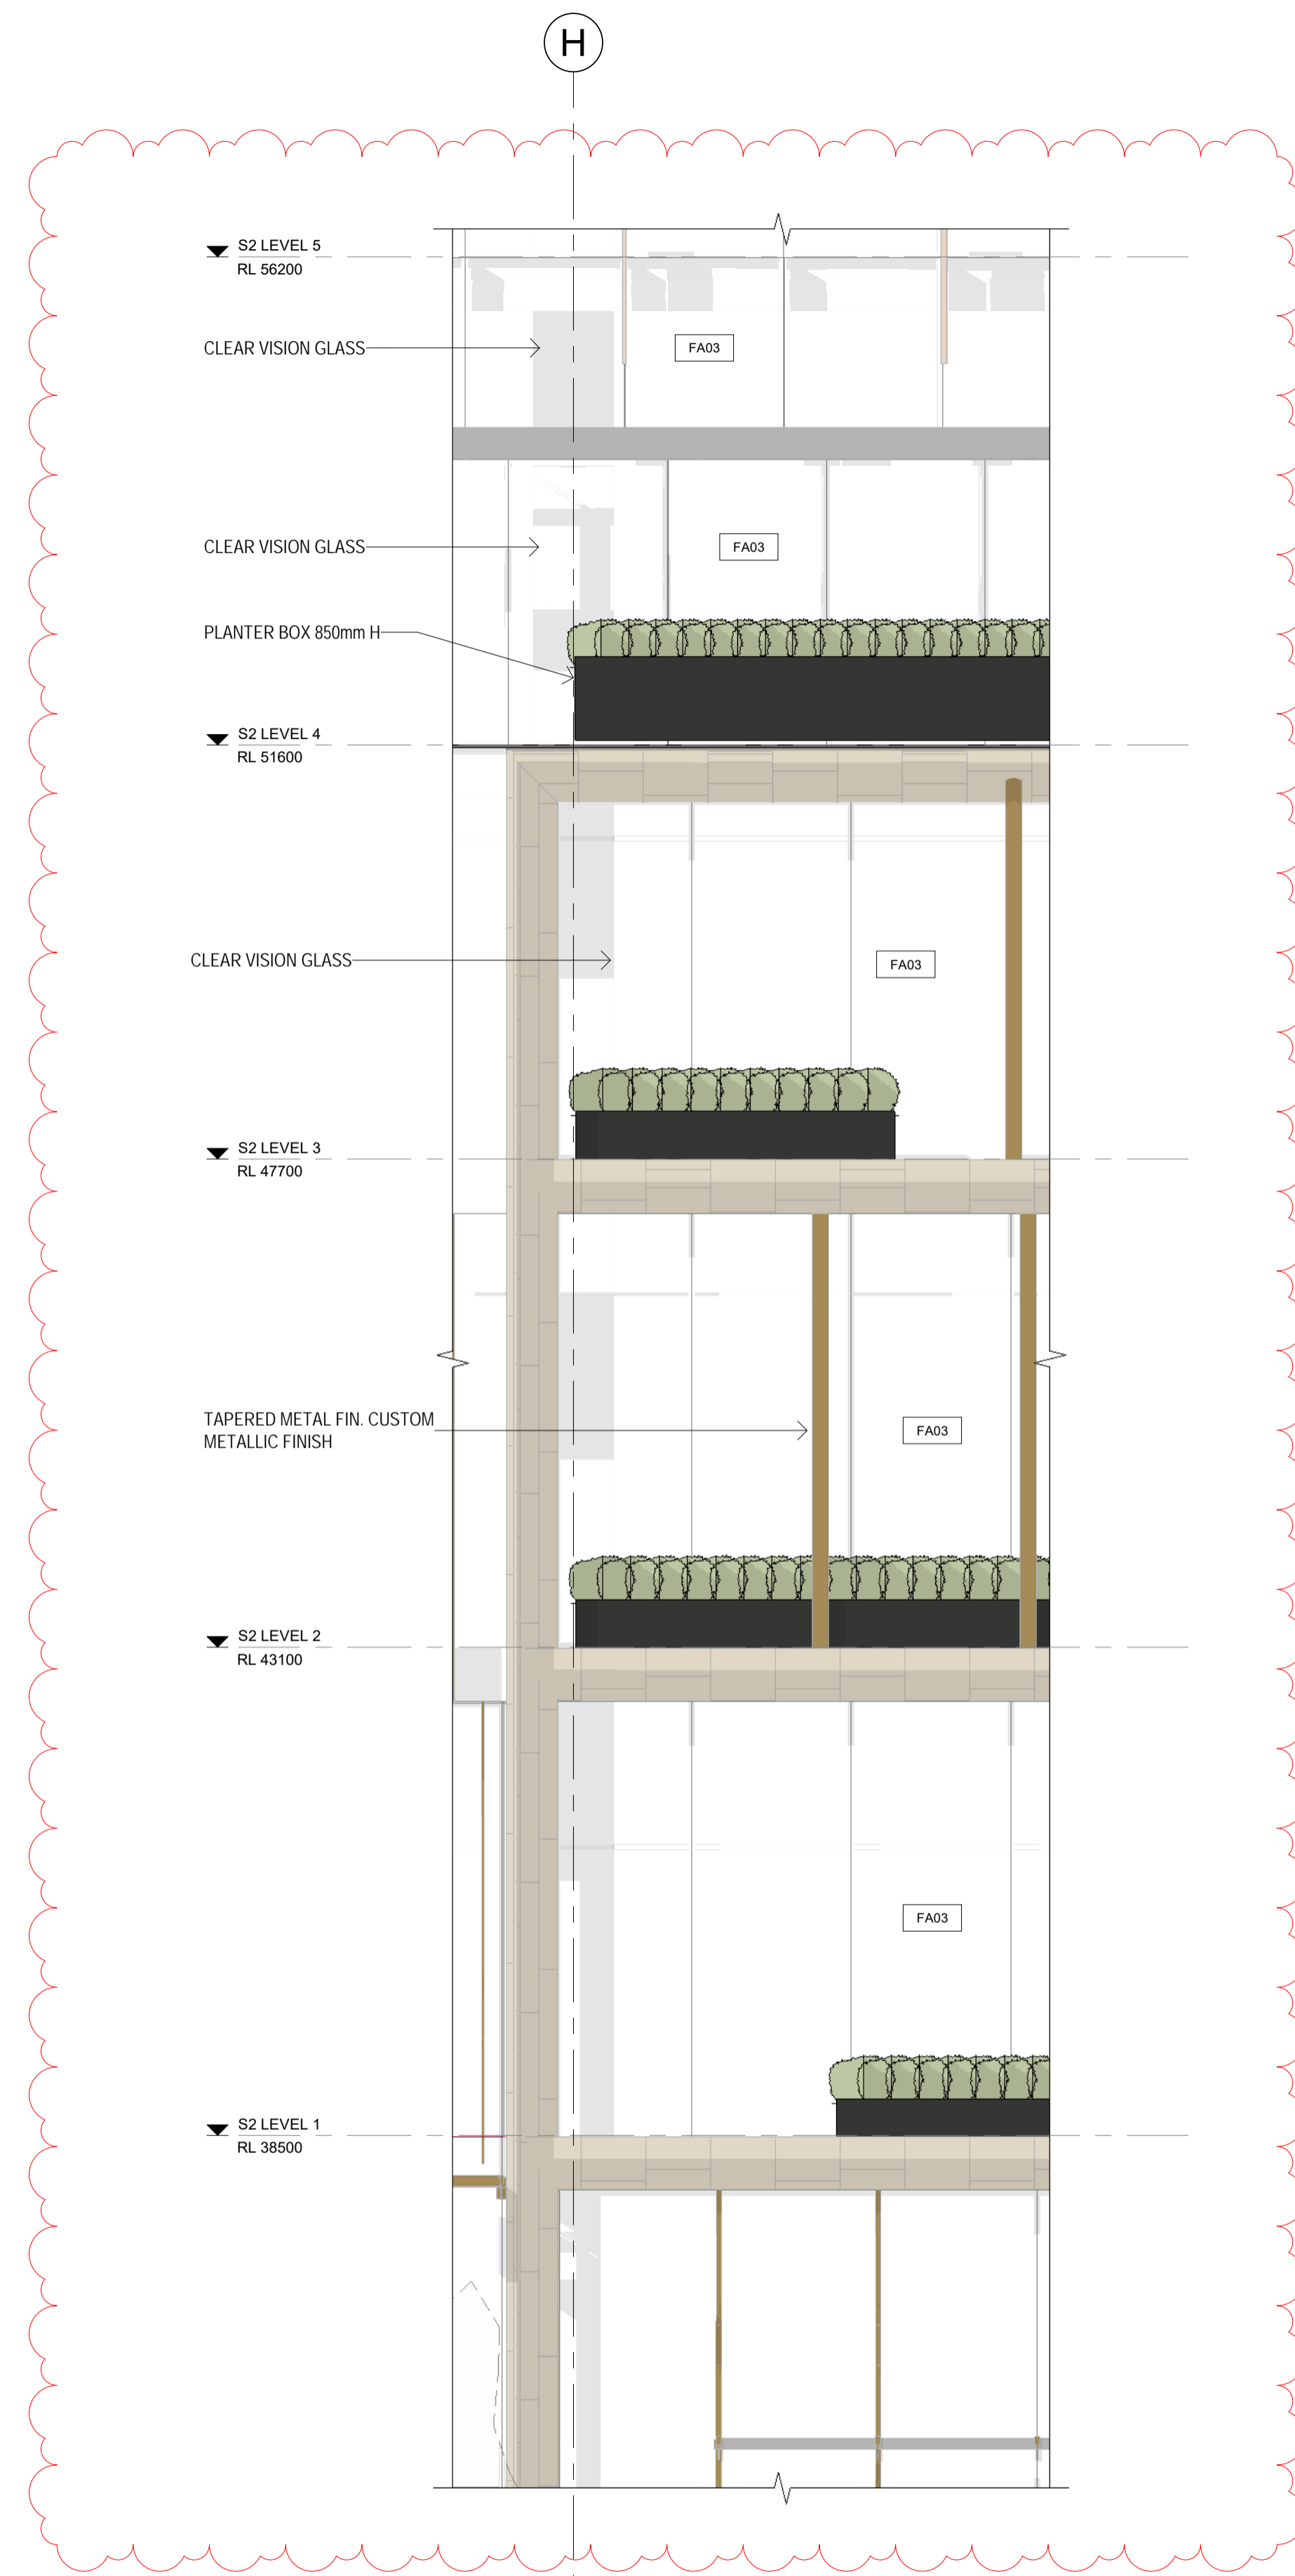 H
S2 LEVEL 5
RL 56200
CLEAR VISION GLASS
FA03
CLEAR VISION GLASS
FA03
PLANTER BOX 850mm H
S2 LEVEL 4
RL 51600
CLEAR VISION GLASS
FA03
S2 LEVEL 3
RL 47700
TAPERED METAL FIN. CUSTOM
METALLIC FINISH
FA03
S2 LEVEL 2
RL 43100
FA03
S2 LEVEL 1
RL 38500